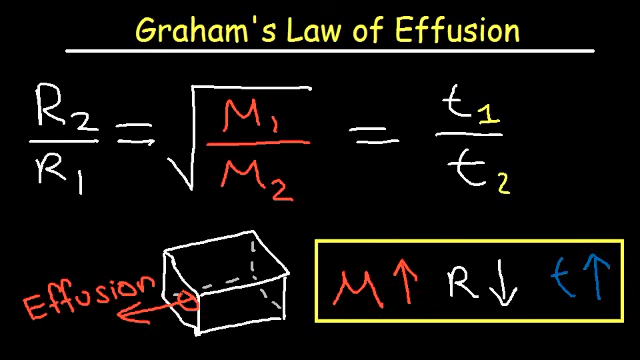 Graham's Law of Effusion
R₂/R₁ = √(M₁/M₂) = t₁/t₂
Effusion
M↑ R↓ t↑